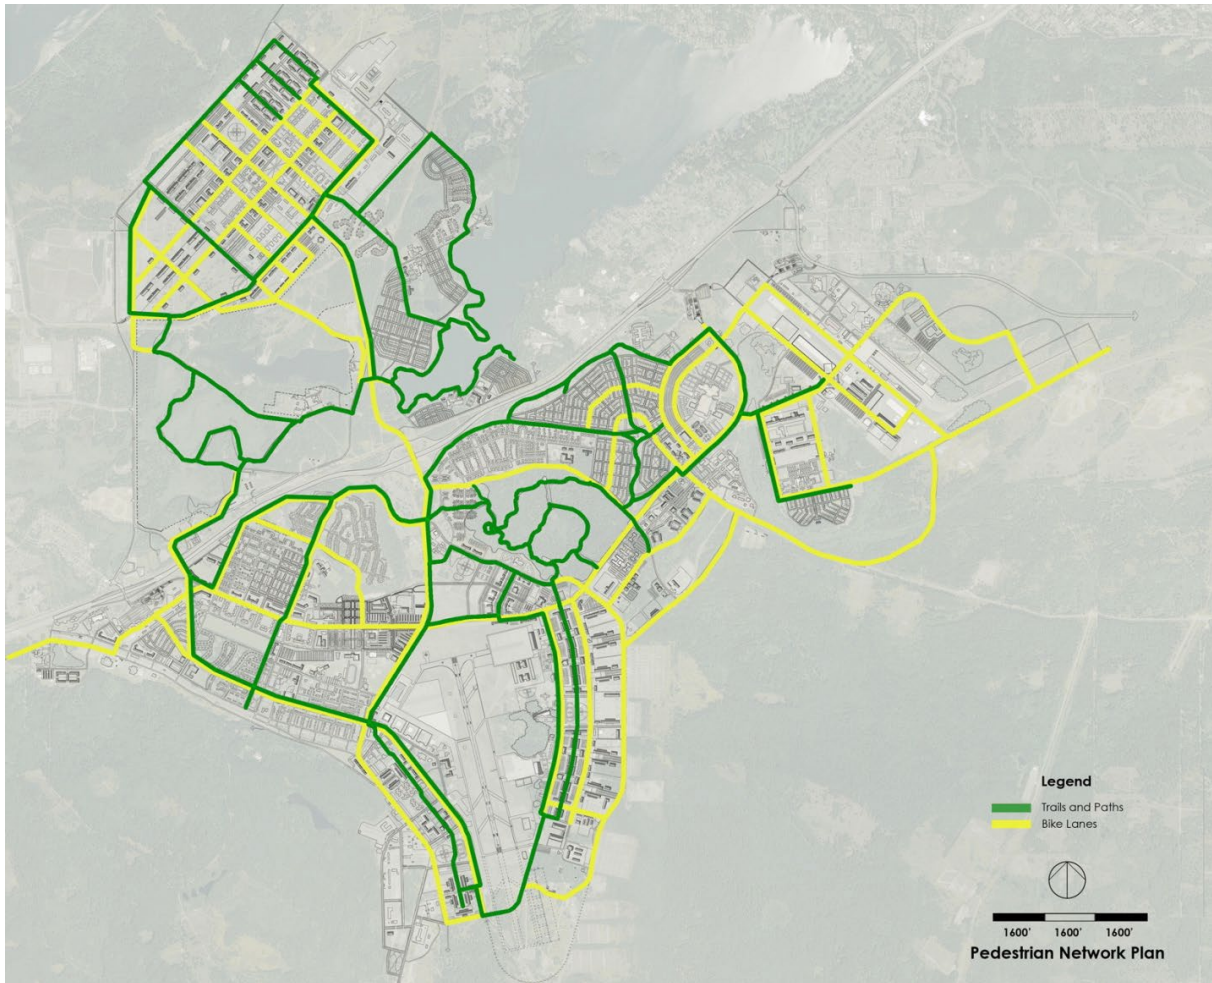 Legend
Trails and Paths
Bike Lanes
1600' 1600' 1600'
Pedestrian Network Plan